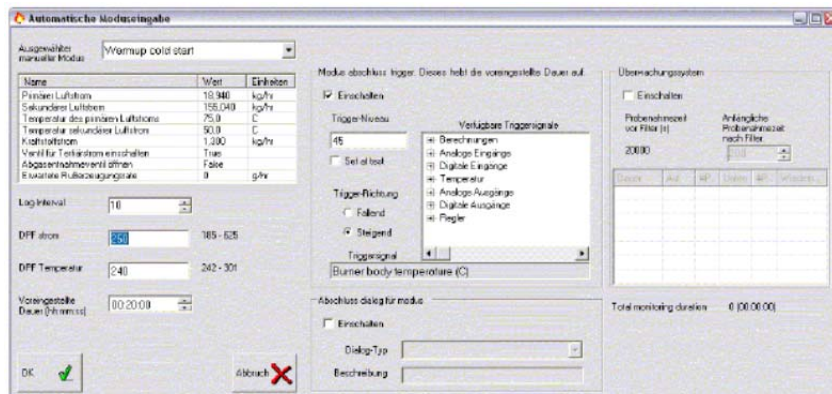 Automatische Moduseingabe
Ausgewählter
manueller Modus
Warmup cold start
Name Wert Einheiten
Primärer Luftstrom 18,940 kg/hr
Sekundärer Luftstrom 155,040 kg/hr
Temperatur des primären Luftstroms 75,0 C
Temperatur sekundärer Luftstrom 50,0 C
Kraftstoffstrom 1,300 kg/hr
Ventil für Tertiärstrom einschalten True
Abgasentnahmeventil öffnen False
Erwartete Rußerzeugungsrate 0 g/hr
Log-Interval 10
DPF strom 250 185 - 625
DPF Temperatur 240 242 - 301
Voreingestellte
Dauer (hh:mm:ss) 00:20:00
OK
Abbruch
Modus abschluss trigger. Dieses hebt die voreingestellte Dauer auf.
Einschalten
Trigger-Niveau
45
Set at test
Trigger-Richtung
Fallend
Steigend
Verfügbare Triggersignale
Berechnungen
Analoge Eingänge
Digitale Eingänge
Temperatur
Analoge Ausgänge
Digitale Ausgänge
Regler
Triggersignal
Burner body temperature (C)
Abschluss dialog für modus
Einschalten
Dialog-Typ
Beschreibung
Überwachungssystem
Einschalten
Probenahmezeit
vor Filter (s)
20000
Anfängliche
Probenahmezeit
nach Filter
Dauer
Total monitoring duration 0 (00:00:00)